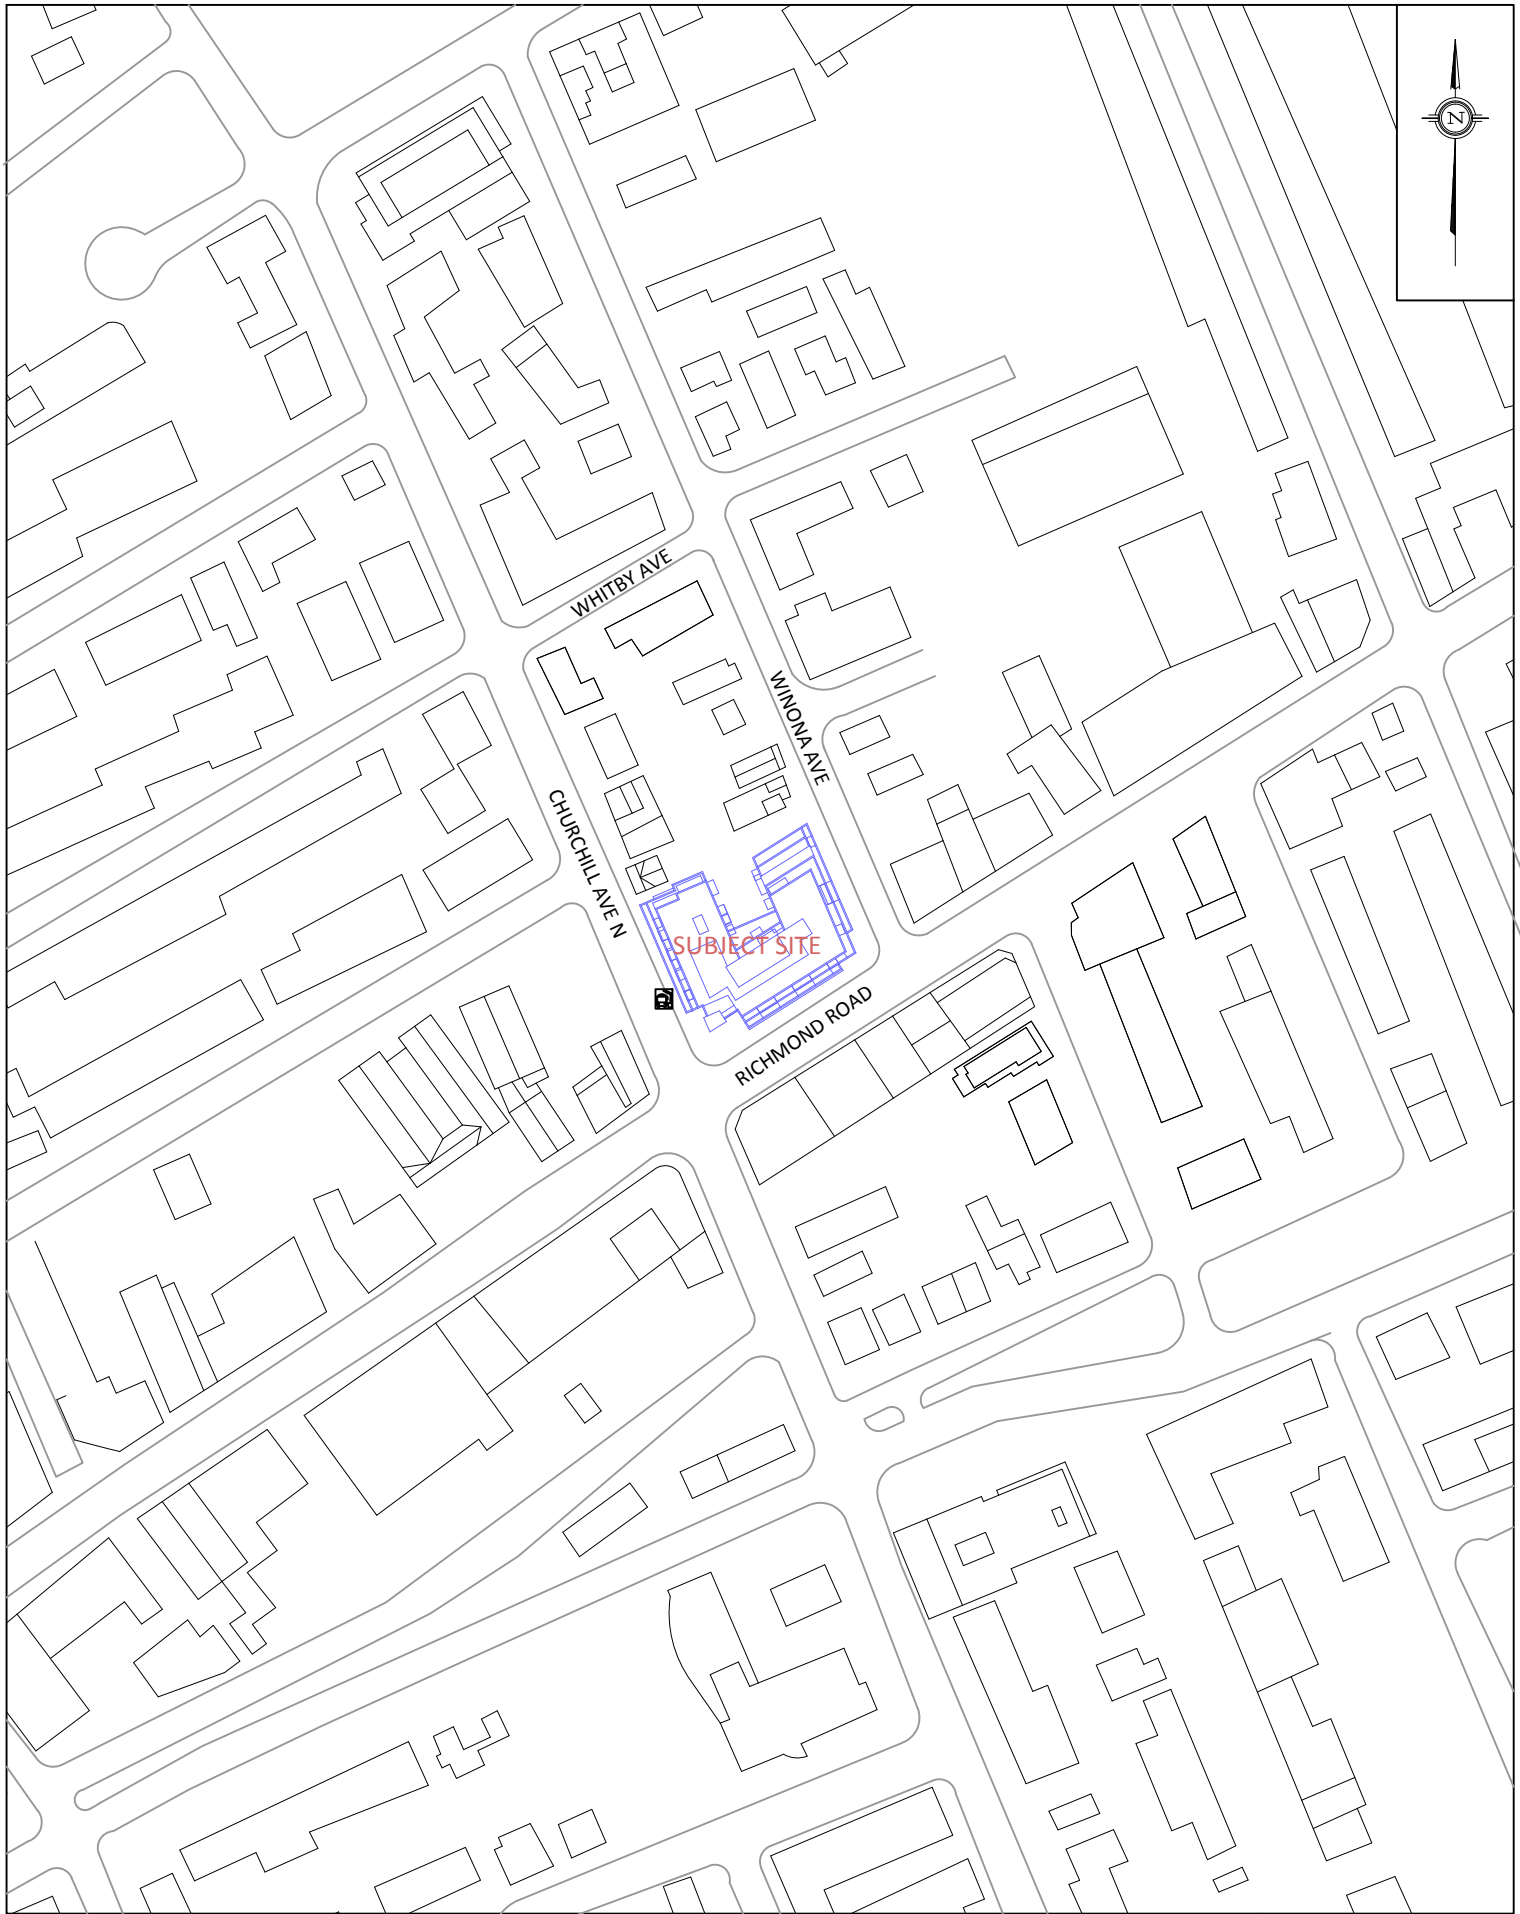 N
WHITBY AVE
WINONA AVE
CHURCHILL AVE N
SUBJECT SITE
RICHMOND ROAD